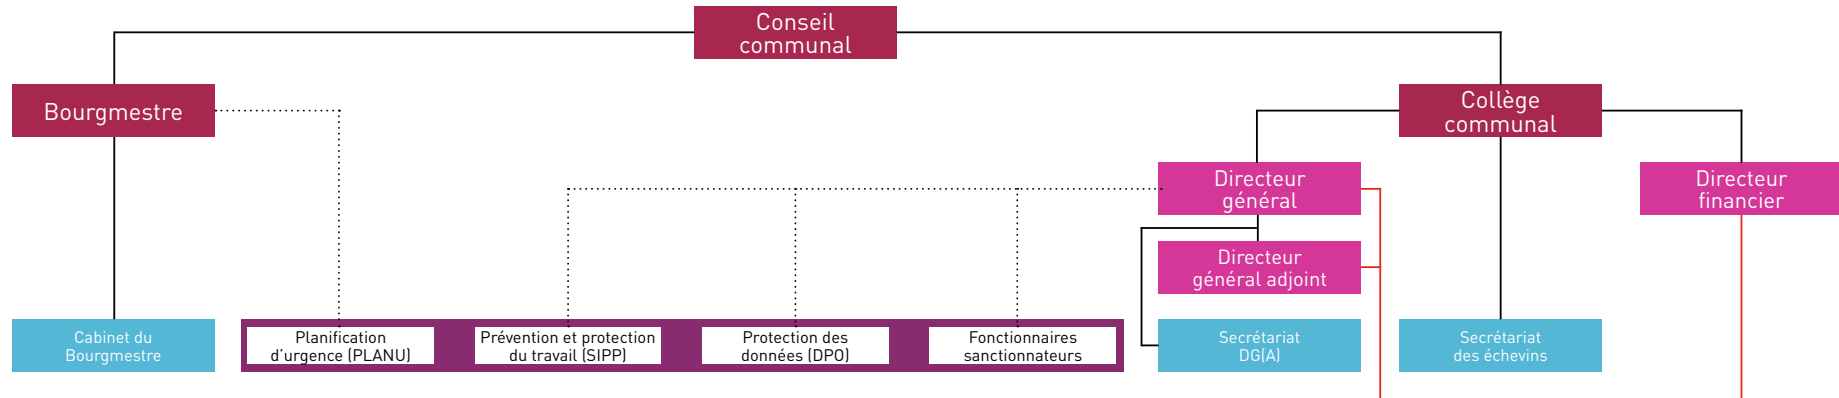 Conseil
communal
Bourgmestre
Collège
communal
Directeur
général
Directeur
financier
Directeur
général adjoint
Cabinet du
Bourgmestre
Planification
d'urgence (PLANU)
Prévention et protection
du travail (SIPP)
Protection des
données (DPO)
Fonctionnaires
sanctionnateurs
Secrétariat
DG(A)
Secrétariat
des échevins